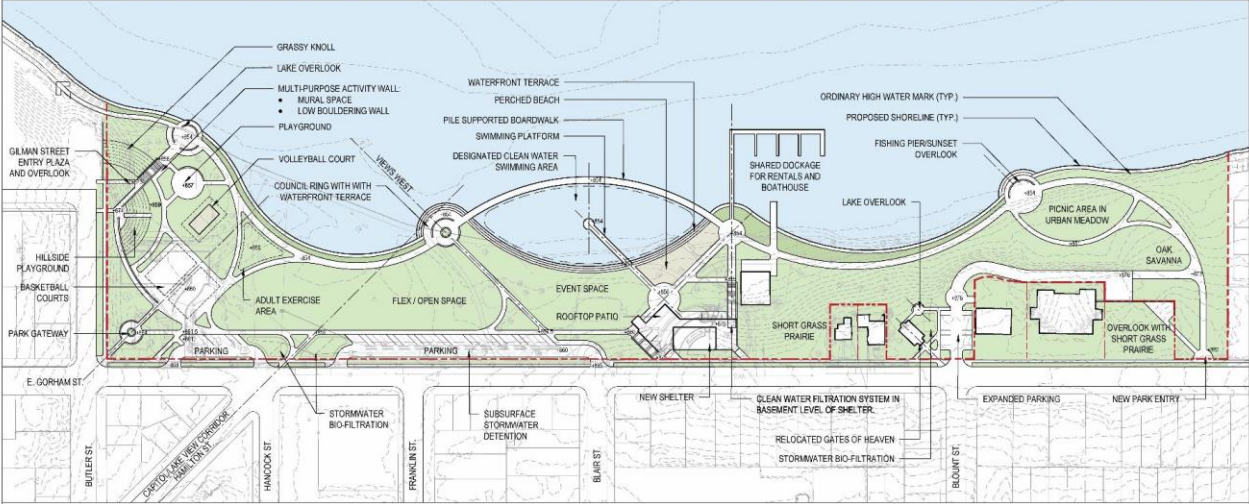 GRASSY KNOLL
LAKE OVERLOOK
MULTI-PURPOSE ACTIVITY WALL:
• MURAL SPACE
• LOW BOULDERING WALL
PLAYGROUND
VOLLEYBALL COURT
COUNCIL RING WITH WITH
WATERFRONT TERRACE
GILMAN STREET
ENTRY PLAZA
AND OVERLOOK
HILLSIDE
PLAYGROUND
BASKETBALL
COURTS
PARK GATEWAY
E. GORHAM ST.
VIEWS WEST
WATERFRONT TERRACE
PERCHED BEACH
PILE SUPPORTED BOARDWALK
SWIMMING PLATFORM
DESIGNATED CLEAN WATER
SWIMMING AREA
SHARED DOCKAGE
FOR RENTALS AND
BOATHOUSE
ORDINARY HIGH WATER MARK (TYP.)
PROPOSED SHORELINE (TYP.)
FISHING PIER/SUNSET
OVERLOOK
LAKE OVERLOOK
PICNIC AREA IN
URBAN MEADOW
OAK
SAVANNA
ADULT EXERCISE
AREA
FLEX / OPEN SPACE
EVENT SPACE
ROOFTOP PATIO
SHORT GRASS
PRAIRIE
OVERLOOK WITH
SHORT GRASS
PRAIRIE
PARKING
PARKING
STORMWATER
BIO-FILTRATION
SUBSURFACE
STORMWATER
DETENTION
NEW SHELTER
CLEAN WATER FILTRATION SYSTEM IN
BASEMENT LEVEL OF SHELTER.
RELOCATED GATES OF HEAVEN
STORMWATER BIO-FILTRATION
EXPANDED PARKING
NEW PARK ENTRY
BUTLER ST.
CAPITOL/LAKE VIEW CORRIDOR
HAMILTON ST.
HANCOCK ST.
FRANKLIN ST.
BLAIR ST.
BLOUNT ST.